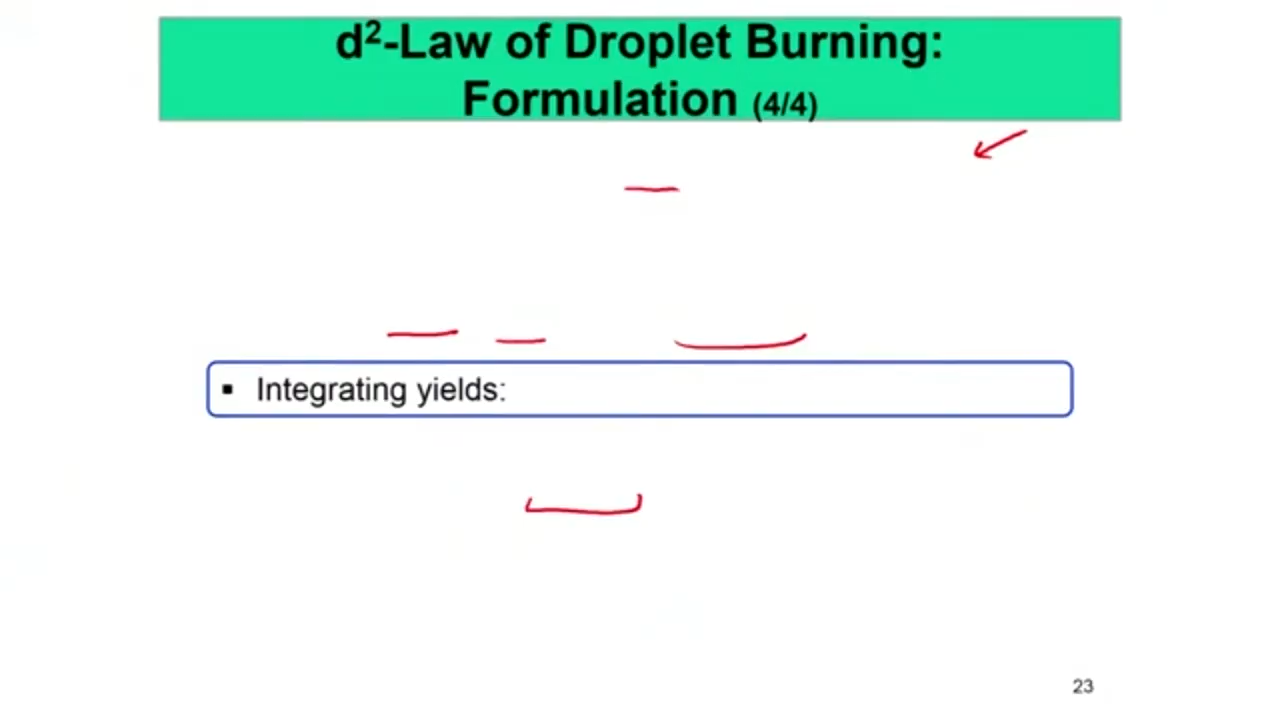 d²-Law of Droplet Burning:
Formulation (4/4)
▪ Integrating yields:
23